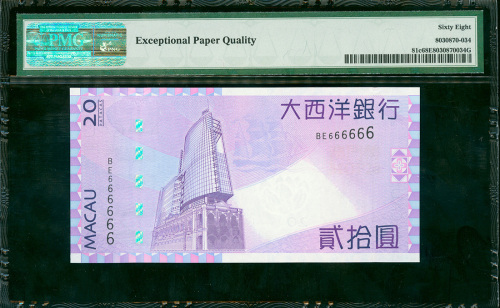 PMG
EPQ
Exceptional Paper Quality
Sixty Eight
8030870-034
81c68E8030870034G
20
MACAU
BE666666
大西洋銀行
BE666666
貳拾圓